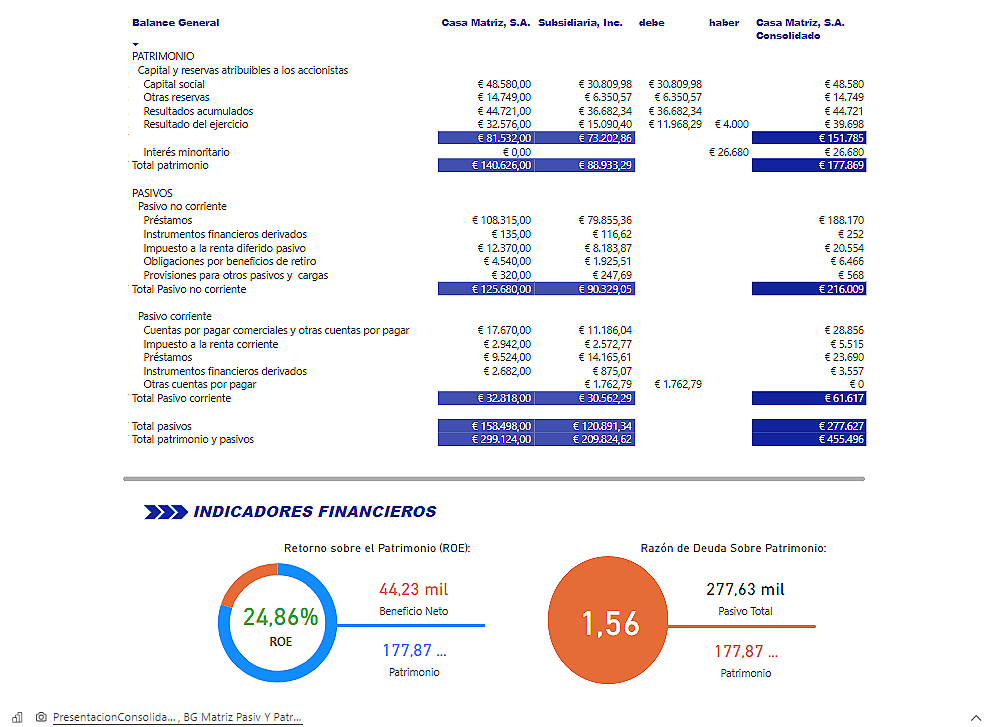 Balance General Casa Matriz, S.A. Subsidiaria, Inc. debe haber Casa Matriz, S.A. Consolidado
PATRIMONIO
Capital y reservas atribuibles a los accionistas
Capital social € 48.580,00 € 30.809,98 € 30.809,98 € 48.580
Otras reservas € 14.749,00 € 6.350,57 € 6.350,57 € 14.749
Resultados acumulados € 44.721,00 € 36.682,34 € 36.682,34 € 44.721
Resultado del ejercicio € 32.576,00 € 15.090,40 € 11.968,29 € 4.000 € 39.698
€ 81.532,00 € 73.202,86 € 151.785
Interés minoritario € 0,00 € 26.680 € 26.680
Total patrimonio € 140.626,00 € 88.933,29 € 177.869
PASIVOS
Pasivo no corriente
Préstamos € 108.315,00 € 79.855,36 € 188.170
Instrumentos financieros derivados € 135,00 € 116,62 € 252
Impuesto a la renta diferido pasivo € 12.370,00 € 8.183,87 € 20.554
Obligaciones por beneficios de retiro € 4.540,00 € 1.925,51 € 6.466
Provisiones para otros pasivos y cargas € 320,00 € 247,69 € 568
Total Pasivo no corriente € 125.680,00 € 90.329,05 € 216.009
Pasivo corriente
Cuentas por pagar comerciales y otras cuentas por pagar € 17.670,00 € 11.186,04 € 28.856
Impuesto a la renta corriente € 2.942,00 € 2.572,77 € 5.515
Préstamos € 9.524,00 € 14.165,61 € 23.690
Instrumentos financieros derivados € 2.682,00 € 875,07 € 3.557
Otras cuentas por pagar € 1.762,79 € 1.762,79 € 0
Total Pasivo corriente € 32.818,00 € 30.562,29 € 61.617
Total pasivos € 158.498,00 € 120.891,34 € 277.627
Total patrimonio y pasivos € 299.124,00 € 209.824,62 € 455.496
INDICADORES FINANCIEROS
Retorno sobre el Patrimonio (ROE):
24,86%
ROE
44,23 mil
Beneficio Neto
177,87 ...
Patrimonio
Razón de Deuda Sobre Patrimonio:
1,56
277,63 mil
Pasivo Total
177,87 ...
Patrimonio
PresentacionConsolida... , BG Matriz Pasiv Y Patr...